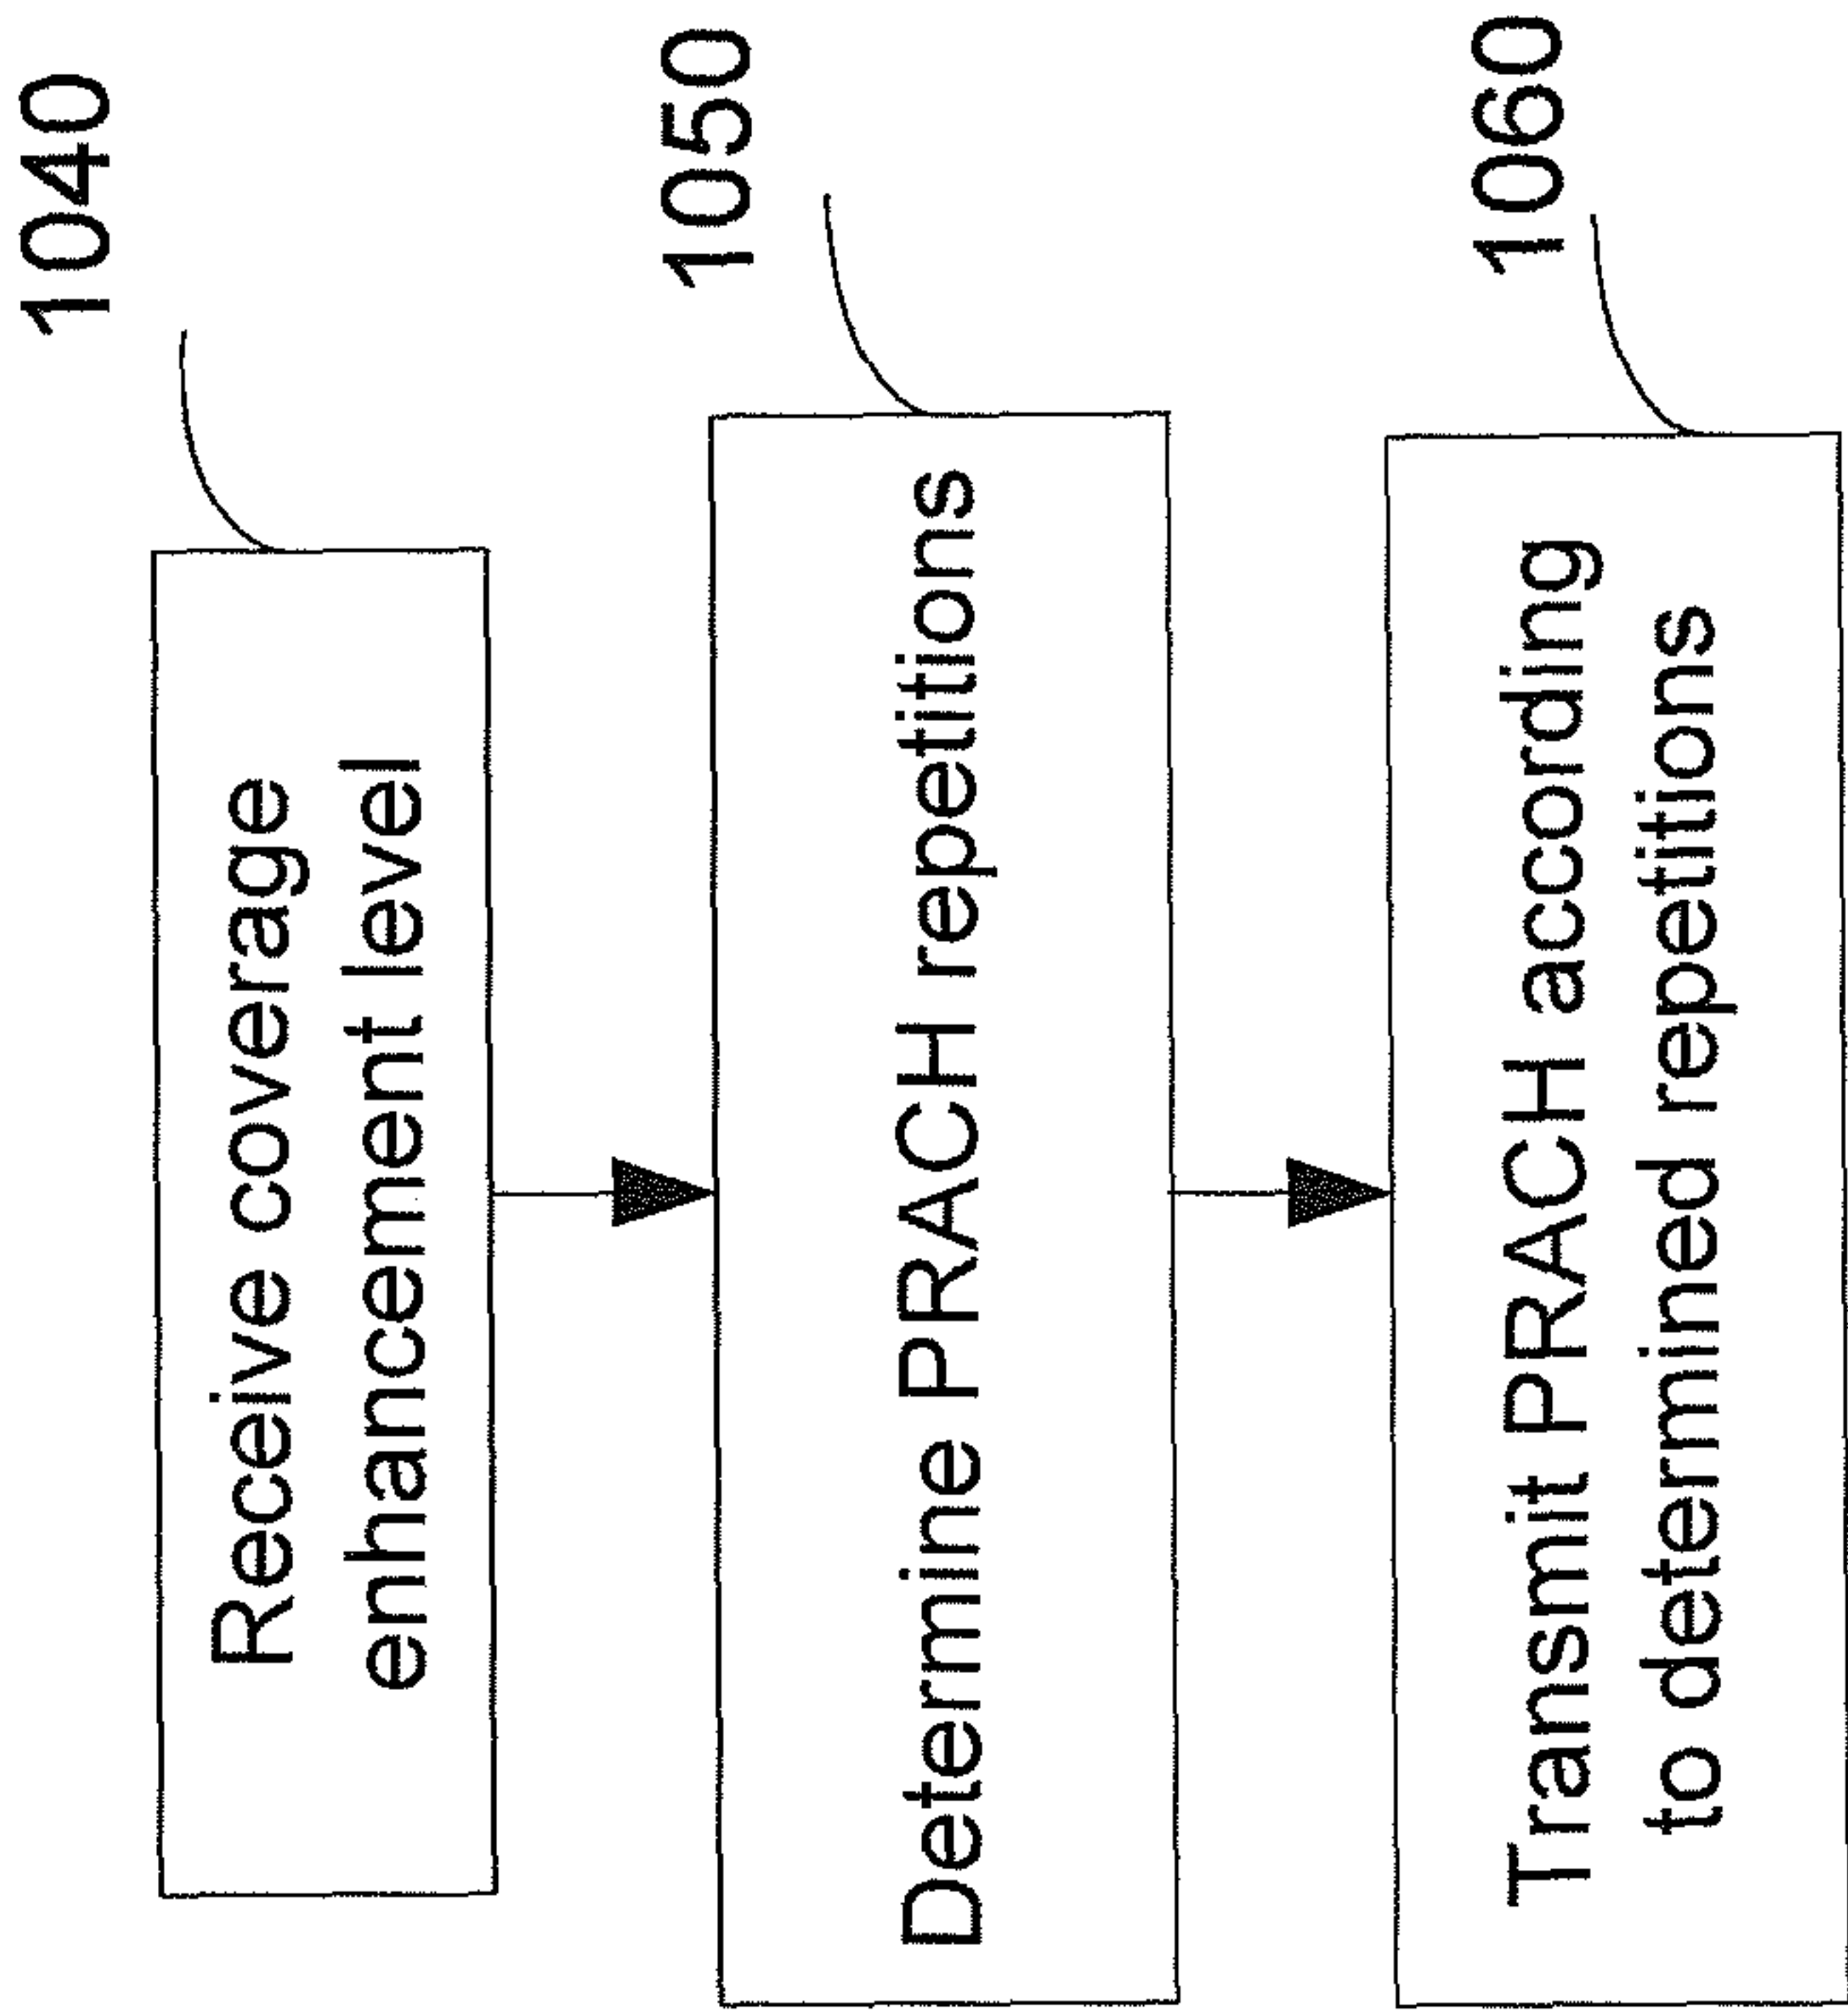 1040
Receive coverage
enhancement level
1050
Determine PRACH repetitions
1060
Transmit PRACH according
to determined repetitions